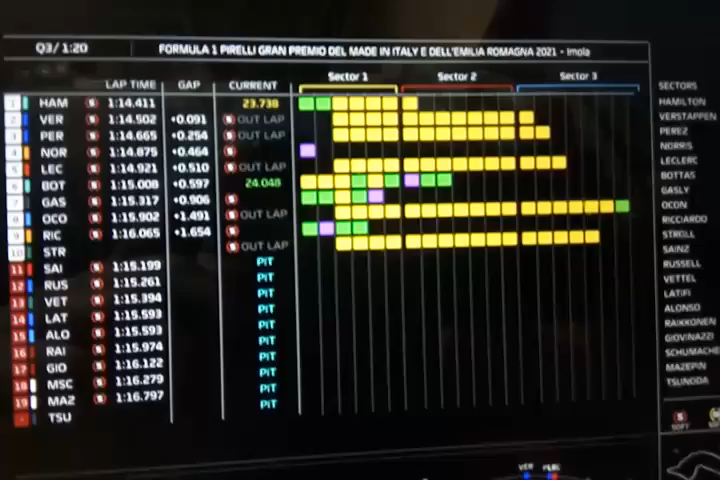 Q3/ 1:20 FORMULA 1 PIRELLI GRAN PREMIO DEL MADE IN ITALY E DELL'EMILIA ROMAGNA 2021 - Imola
LAP TIME GAP CURRENT Sector 1 Sector 2 Sector 3 SECTORS
1 HAM S 1:14.411 23.738 HAMILTON
2 VER S 1:14.502 +0.091 S OUT LAP VERSTAPPEN
3 PER S 1:14.665 +0.254 S OUT LAP PEREZ
4 NOR S 1:14.875 +0.464 S NORRIS
5 LEC S 1:14.921 +0.510 S OUT LAP LECLERC
6 BOT S 1:15.008 +0.597 24.048 BOTTAS
7 GAS S 1:15.317 +0.906 S GASLY
8 OCO S 1:15.902 +1.491 S OUT LAP OCON
9 RIC S 1:16.065 +1.654 S RICCIARDO
10 STR S OUT LAP STROLL
11 SAI S 1:15.199 PIT SAINZ
12 RUS S 1:15.261 PIT RUSSELL
13 VET S 1:15.394 PIT VETTEL
14 LAT S 1:15.593 PIT LATIFI
15 ALO S 1:15.593 PIT ALONSO
16 RAI S 1:15.974 PIT RAIKKONEN
17 GIO S 1:16.122 PIT GIOVINAZZI
18 MSC S 1:16.279 PIT SCHUMACHE
19 MAZ S 1:16.797 PIT MAZEPIN
TSU PIT TSUNODA
S
SOFT
VER LEC